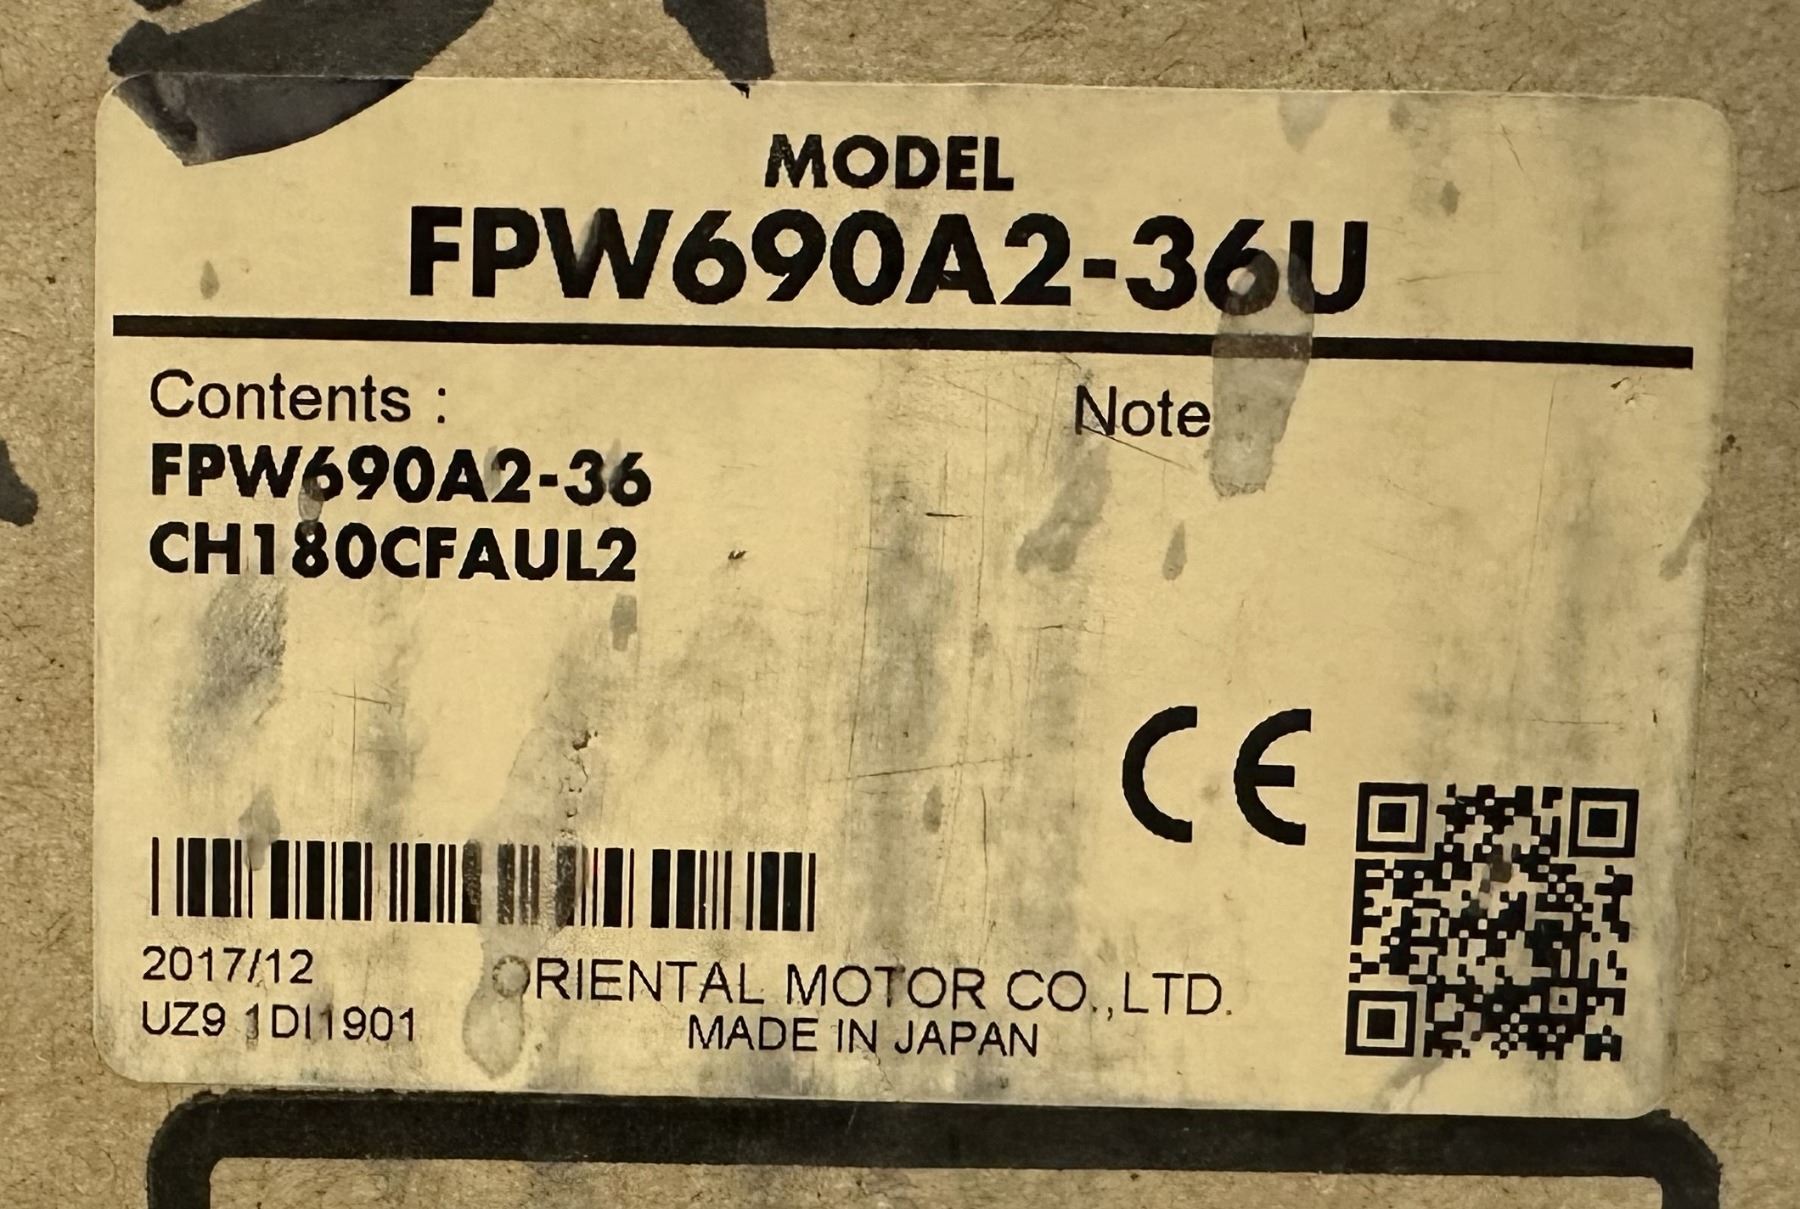 MODEL
FPW690A2-36U
Contents :
Note
FPW690A2-36
CH180CFAUL2
CE
2017/12
UZ9 1DI1901
ORIENTAL MOTOR CO.,LTD.
MADE IN JAPAN